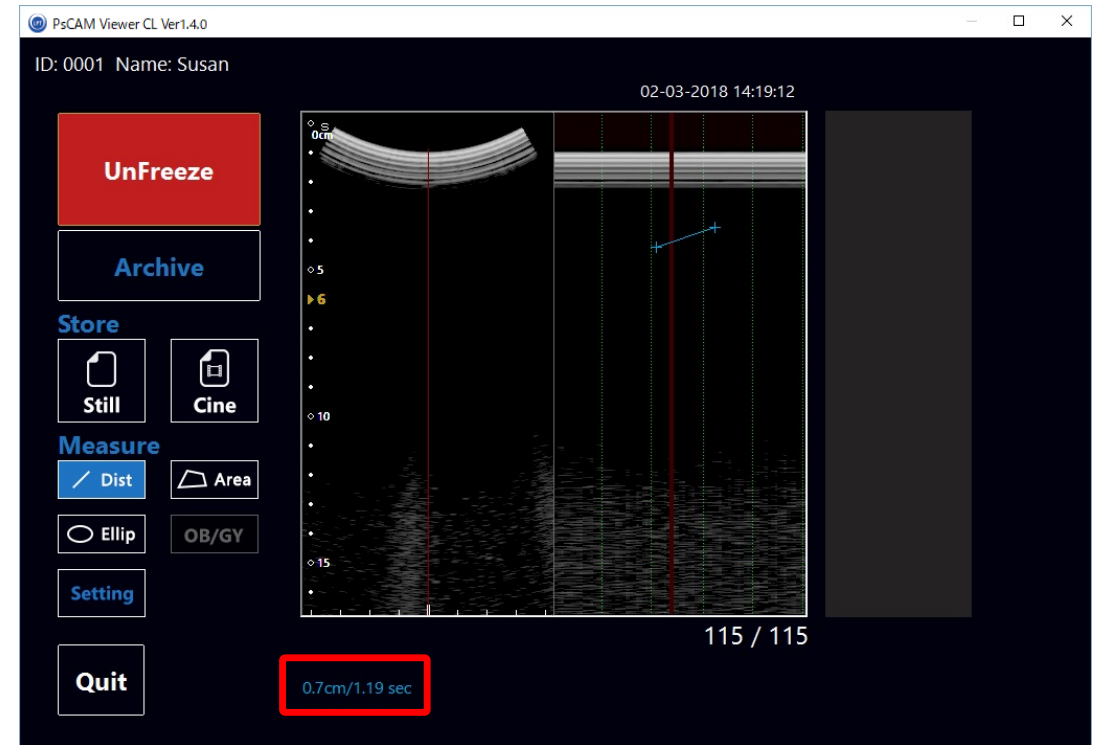 PsCAM Viewer CL Ver1.4.0
ID: 0001 Name: Susan
02-03-2018 14:19:12
UnFreeze
Archive
Store
Still
Cine
Measure
Dist
Area
Ellip
OB/GY
Setting
Quit
S
0cm
5
6
10
15
115 / 115
0.7cm/1.19 sec